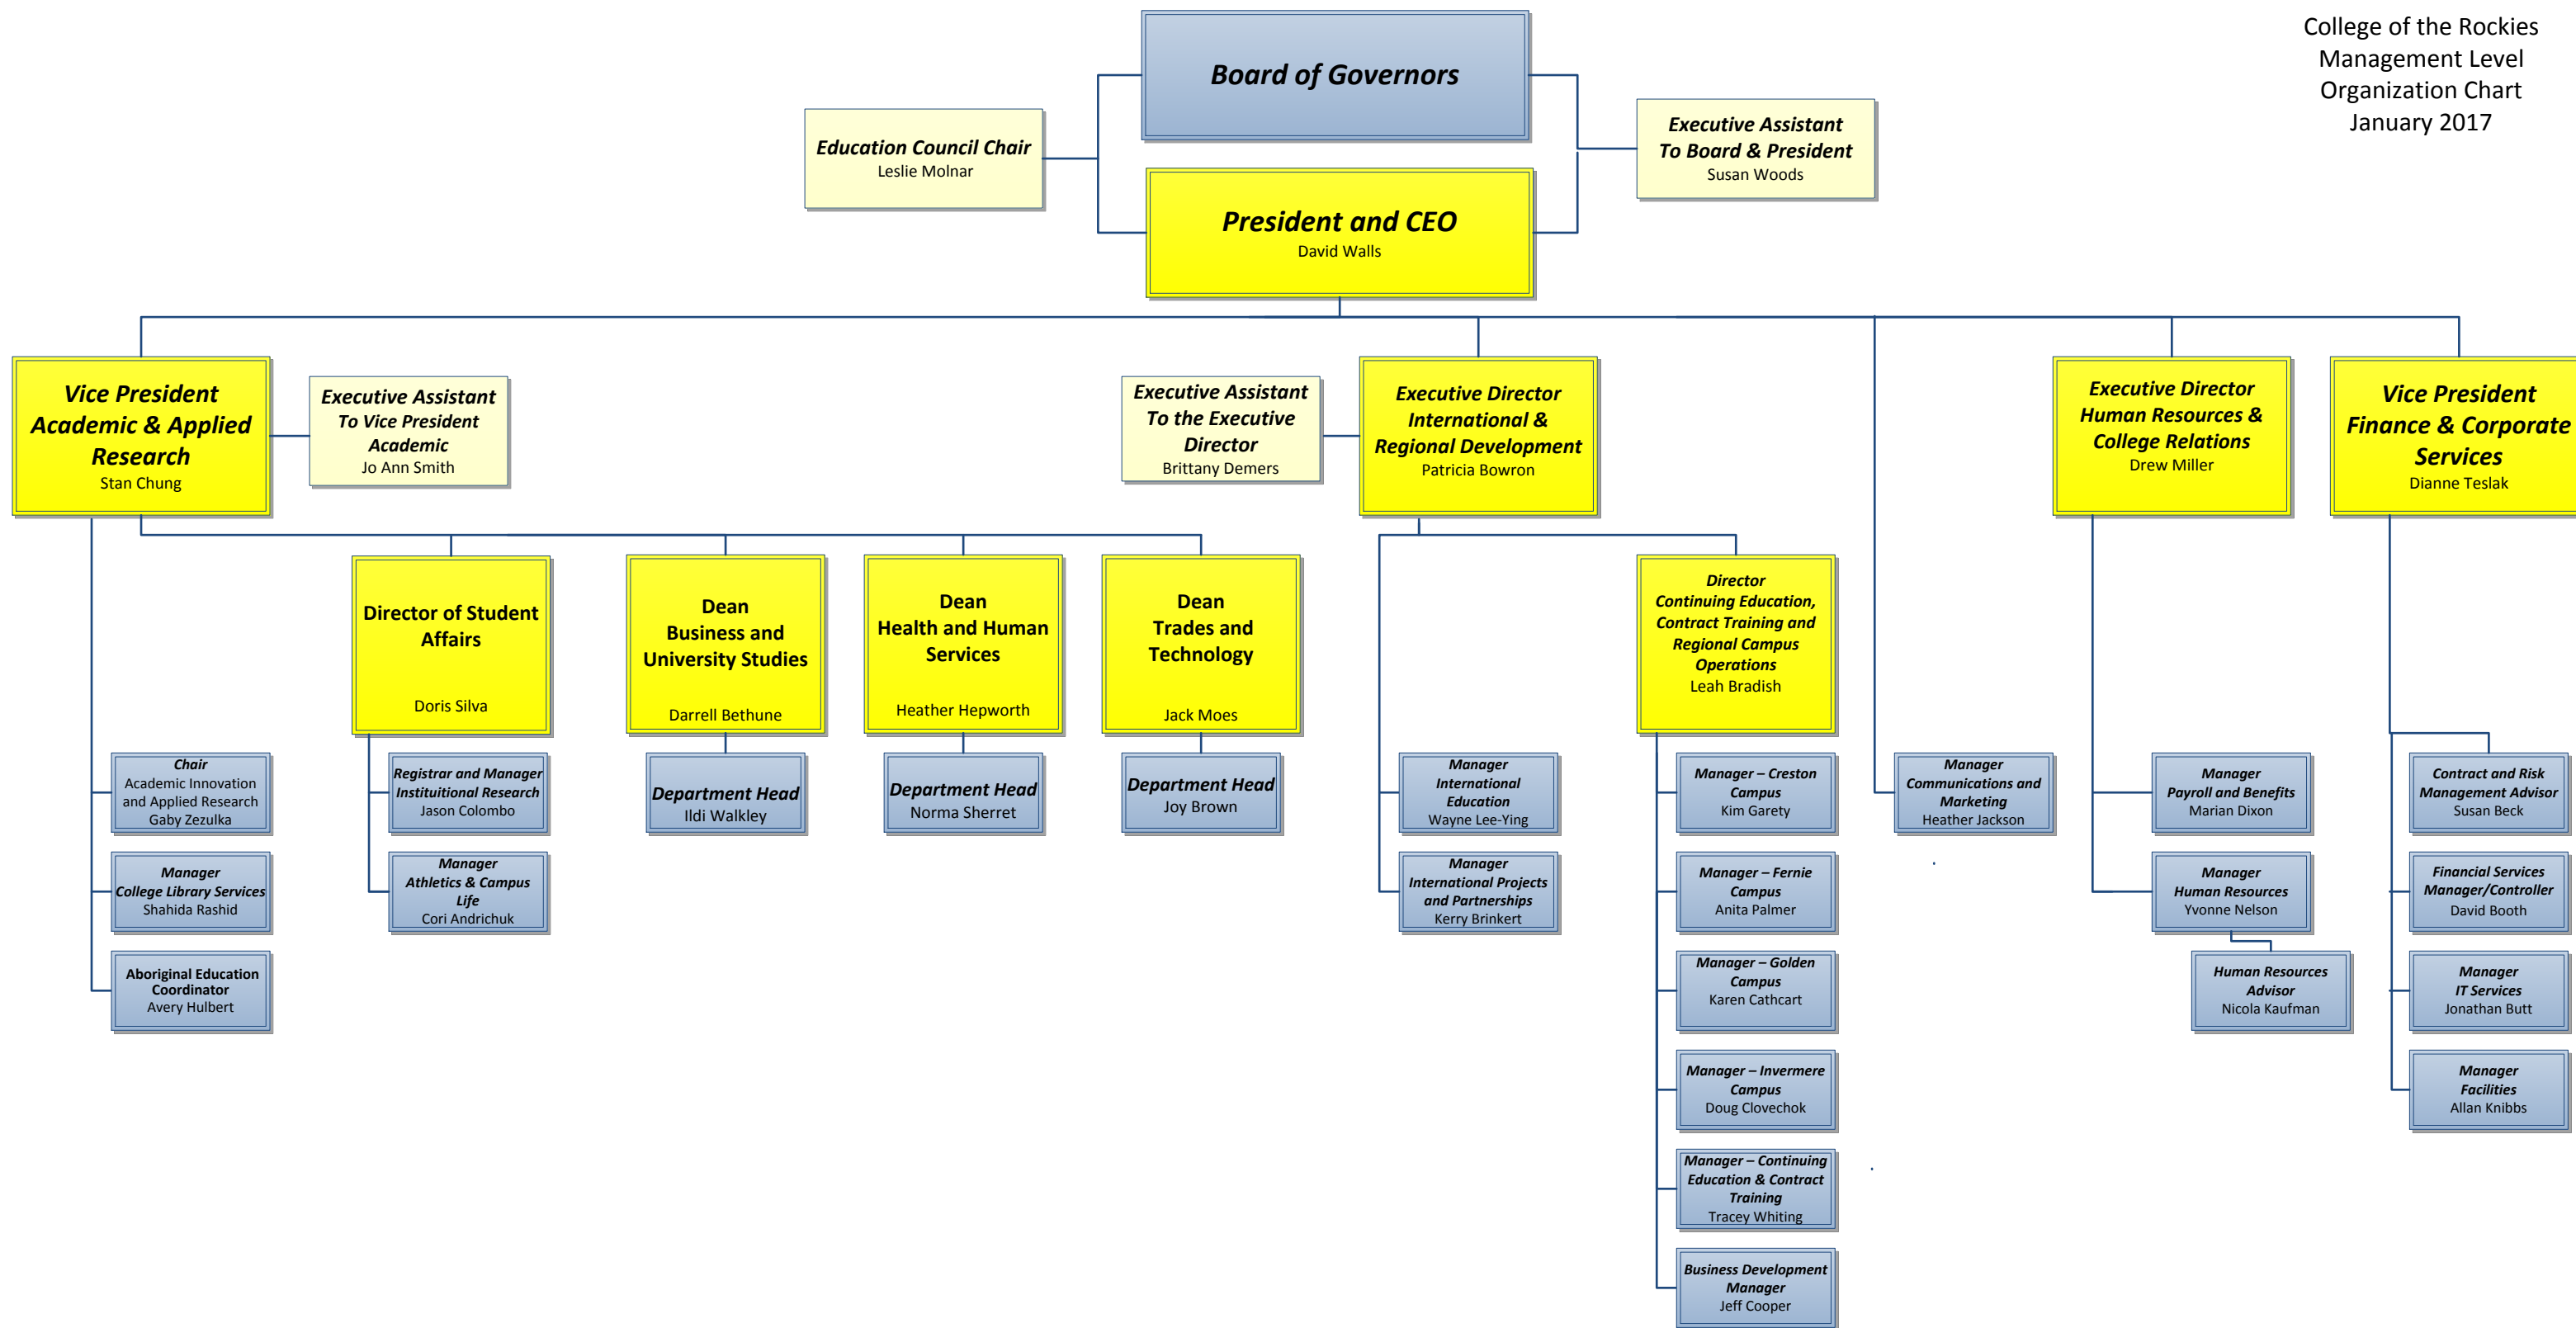 College of the Rockies
Management Level
Organization Chart
January 2017
Board of Governors
Education Council Chair
Leslie Molnar
Executive Assistant
To Board & President
Susan Woods
President and CEO
David Walls
Vice President
Academic & Applied
Research
Stan Chung
Executive Assistant
To Vice President
Academic
Jo Ann Smith
Executive Assistant
To the Executive
Director
Brittany Demers
Executive Director
International &
Regional Development
Patricia Bowron
Executive Director
Human Resources &
College Relations
Drew Miller
Vice President
Finance & Corporate
Services
Dianne Teslak
Director of Student
Affairs
Doris Silva
Dean
Business and
University Studies
Darrell Bethune
Dean
Health and Human
Services
Heather Hepworth
Dean
Trades and
Technology
Jack Moes
Director
Continuing Education,
Contract Training and
Regional Campus
Operations
Leah Bradish
Chair
Academic Innovation
and Applied Research
Gaby Zezulka
Registrar and Manager
Instituitional Research
Jason Colombo
Department Head
Ildi Walkley
Department Head
Norma Sherret
Department Head
Joy Brown
Manager
International
Education
Wayne Lee-Ying
Manager – Creston
Campus
Kim Garety
Manager
Communications and
Marketing
Heather Jackson
Manager
Payroll and Benefits
Marian Dixon
Contract and Risk
Management Advisor
Susan Beck
Manager
College Library Services
Shahida Rashid
Manager
Athletics & Campus
Life
Cori Andrichuk
Manager
International Projects
and Partnerships
Kerry Brinkert
Manager – Fernie
Campus
Anita Palmer
Manager
Human Resources
Yvonne Nelson
Financial Services
Manager/Controller
David Booth
Aboriginal Education
Coordinator
Avery Hulbert
Manager – Golden
Campus
Karen Cathcart
Human Resources
Advisor
Nicola Kaufman
Manager
IT Services
Jonathan Butt
Manager – Invermere
Campus
Doug Clovechok
Manager
Facilities
Allan Knibbs
Manager – Continuing
Education & Contract
Training
Tracey Whiting
Business Development
Manager
Jeff Cooper